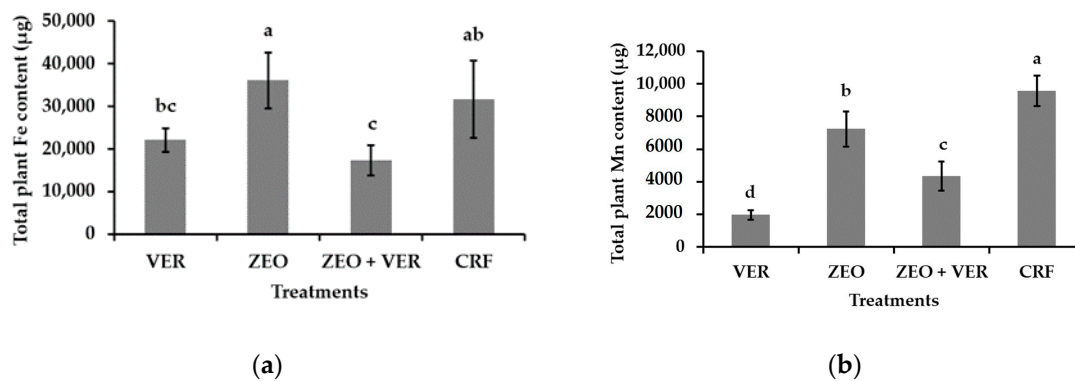 Total plant Fe content (µg)
50,000
40,000
30,000
20,000
10,000
0
bc
a
c
ab
VER ZEO ZEO + VER CRF
Treatments
(a)
Total plant Mn content (µg)
12,000
10,000
8000
6000
4000
2000
0
d
b
c
a
VER ZEO ZEO + VER CRF
Treatments
(b)